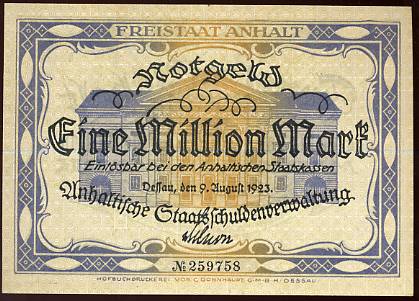 FREISTAAT ANHALT
Notgeld
Eine Million Mark
Einlösbar bei den Anhaltischen Staatskassen
Dessau, den 9. August 1923.
Anhaltische Staatsschuldenverwaltung
№ 259758
HOFBUCHDRUCKEREI VON C. DÜNNHAUPT G·M·B·H·DESSAU·